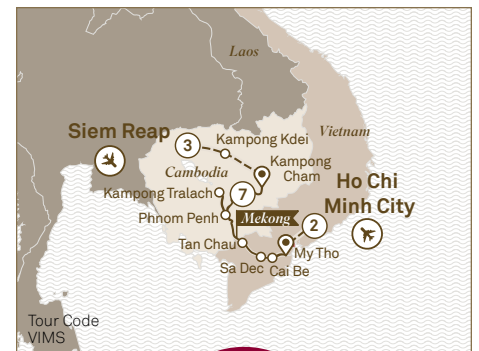 Laos
Siem Reap
Kampong Kdei
Vietnam
3
Cambodia
Kampong
Cham
Ho Chi
Minh City
Kampong Tralach
7
Phnom Penh
Mekong
2
Tan Chau
My Tho
Sa Dec
Cai Be
Tour Code
VIMS